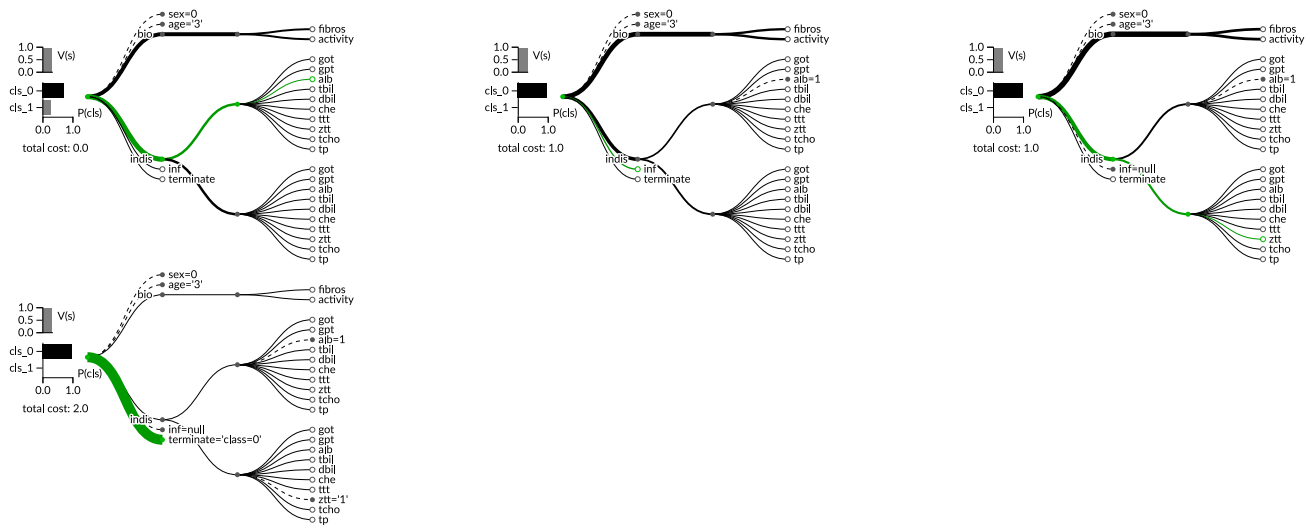 sex=0
age='3'
bio
fibros
activity
1.0
0.5
0.0
V(s)
cls_0
cls_1
P(cls)
0.0 1.0
total cost: 0.0
got
gpt
alb
tbil
dbil
che
ttt
ztt
tcho
tp
indis
inf
terminate
got
gpt
alb
tbil
dbil
che
ttt
ztt
tcho
tp
sex=0
age='3'
bio
fibros
activity
1.0
0.5
0.0
V(s)
cls_0
cls_1
P(cls)
0.0 1.0
total cost: 1.0
got
gpt
alb=1
tbil
dbil
che
ttt
ztt
tcho
tp
indis
inf
terminate
got
gpt
alb
tbil
dbil
che
ttt
ztt
tcho
tp
sex=0
age='3'
bio
fibros
activity
1.0
0.5
0.0
V(s)
cls_0
cls_1
P(cls)
0.0 1.0
total cost: 1.0
got
gpt
alb=1
tbil
dbil
che
ttt
ztt
tcho
tp
indis
inf=null
terminate
got
gpt
alb
tbil
dbil
che
ttt
ztt
tcho
tp
sex=0
age='3'
bio
fibros
activity
1.0
0.5
0.0
V(s)
cls_0
cls_1
P(cls)
0.0 1.0
total cost: 2.0
got
gpt
alb=1
tbil
dbil
che
ttt
ztt
tcho
tp
indis
inf=null
terminate='class=0'
got
gpt
alb
tbil
dbil
che
ttt
ztt='1'
tcho
tp